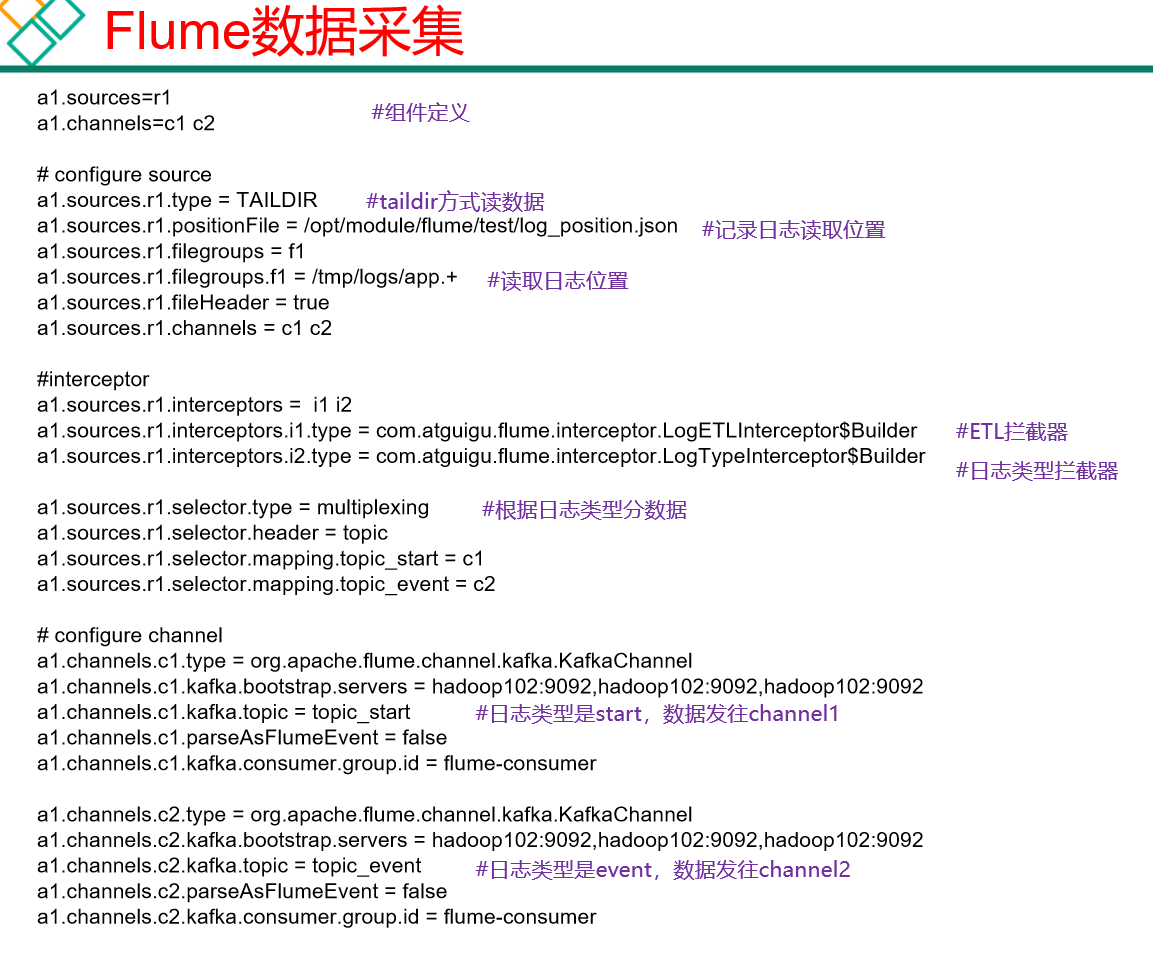 Flume数据采集
a1.sources=r1
a1.channels=c1 c2
#组件定义
# configure source
a1.sources.r1.type = TAILDIR #taildir方式读数据
a1.sources.r1.positionFile = /opt/module/flume/test/log_position.json #记录日志读取位置
a1.sources.r1.filegroups = f1
a1.sources.r1.filegroups.f1 = /tmp/logs/app.+ #读取日志位置
a1.sources.r1.fileHeader = true
a1.sources.r1.channels = c1 c2
#interceptor
a1.sources.r1.interceptors =  i1 i2
a1.sources.r1.interceptors.i1.type = com.atguigu.flume.interceptor.LogETLInterceptor$Builder #ETL拦截器
a1.sources.r1.interceptors.i2.type = com.atguigu.flume.interceptor.LogTypeInterceptor$Builder #日志类型拦截器
a1.sources.r1.selector.type = multiplexing #根据日志类型分数据
a1.sources.r1.selector.header = topic
a1.sources.r1.selector.mapping.topic_start = c1
a1.sources.r1.selector.mapping.topic_event = c2
# configure channel
a1.channels.c1.type = org.apache.flume.channel.kafka.KafkaChannel
a1.channels.c1.kafka.bootstrap.servers = hadoop102:9092,hadoop102:9092,hadoop102:9092
a1.channels.c1.kafka.topic = topic_start #日志类型是start，数据发往channel1
a1.channels.c1.parseAsFlumeEvent = false
a1.channels.c1.kafka.consumer.group.id = flume-consumer
a1.channels.c2.type = org.apache.flume.channel.kafka.KafkaChannel
a1.channels.c2.kafka.bootstrap.servers = hadoop102:9092,hadoop102:9092,hadoop102:9092
a1.channels.c2.kafka.topic = topic_event #日志类型是event，数据发往channel2
a1.channels.c2.parseAsFlumeEvent = false
a1.channels.c2.kafka.consumer.group.id = flume-consumer